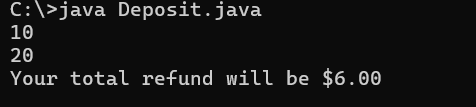 C:\>java Deposit.java
10
20
Your total refund will be $6.00